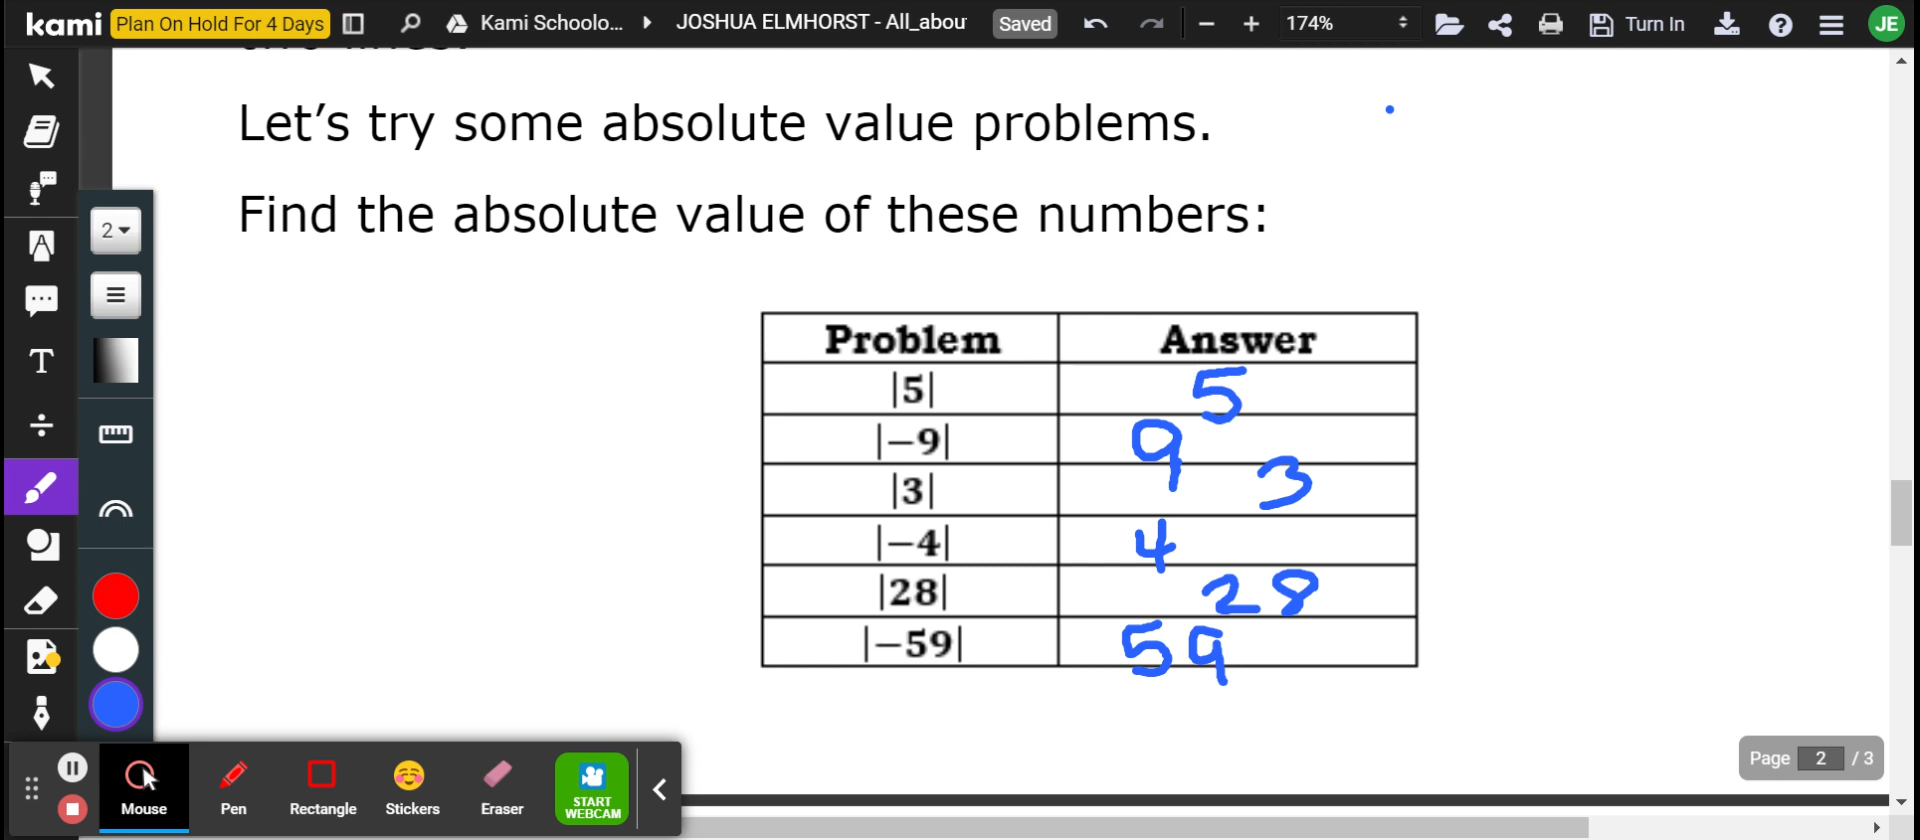 kami Plan On Hold For 4 Days Kami Schoolo... JOSHUA ELMHORST - All_abou Saved 174% Turn In JE
Let's try some absolute value problems.
Find the absolute value of these numbers:
2
Problem Answer
|5| 5
|−9| 9
|3| 3
|−4| 4
|28| 28
|−59| 59
Page 2 / 3
Mouse Pen Rectangle Stickers Eraser START WEBCAM